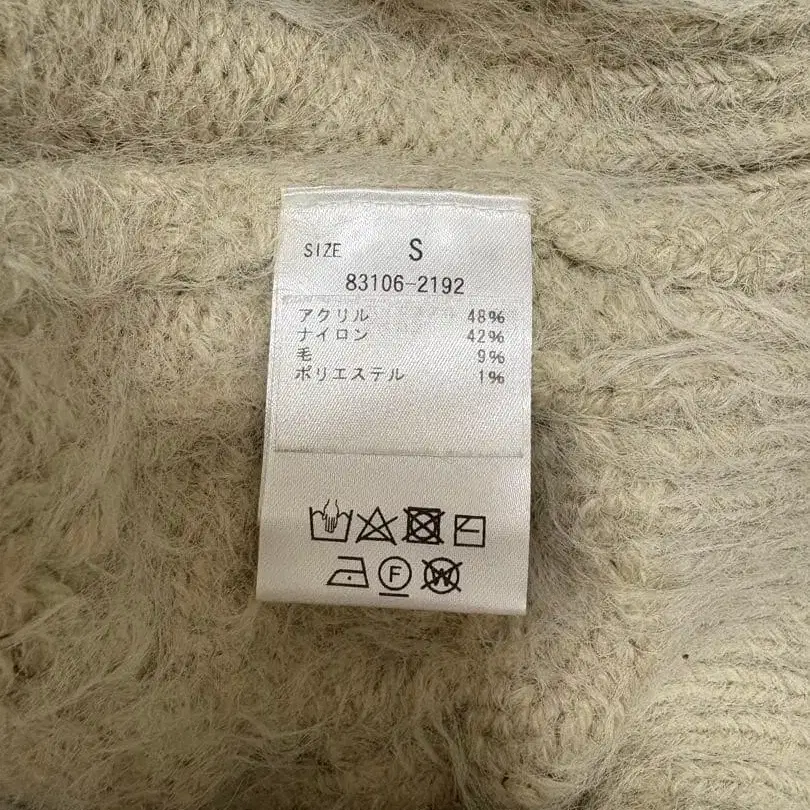 SIZE S
83106-2192
アクリル 48%
ナイロン 42%
毛 9%
ポリエステル 1%
F W